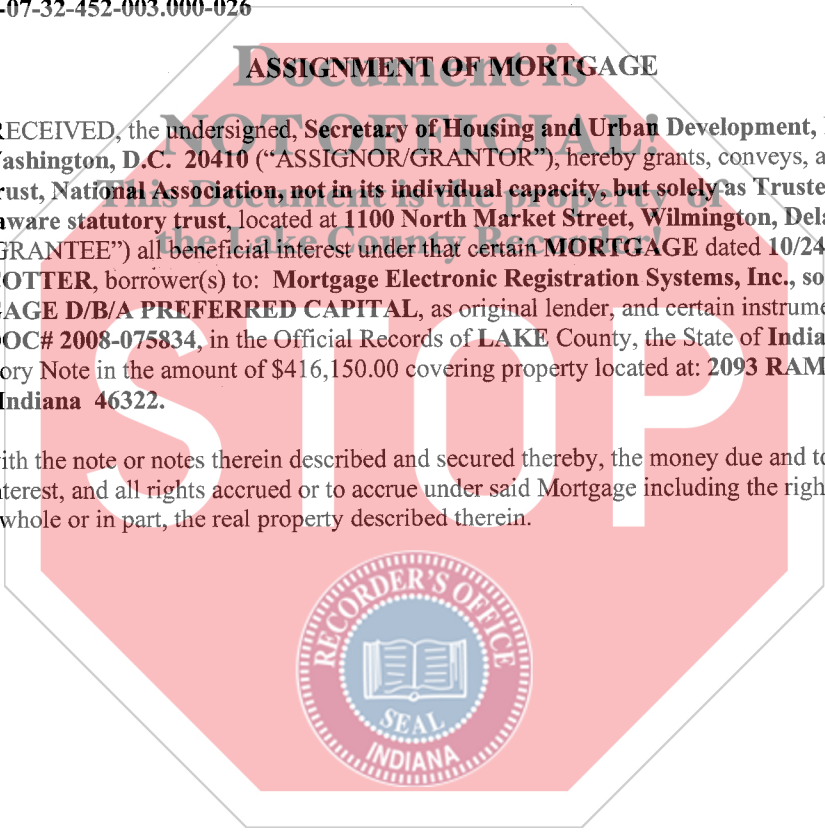 -07-32-452-003.000-026
Document is
ASSIGNMENT OF MORTGAGE
NOT OFFICIAL!
RECEIVED, the undersigned, Secretary of Housing and Urban Development,
Washington, D.C. 20410 (“ASSIGNOR/GRANTOR”), hereby grants, conveys, a
rust, National Association, not in its individual capacity, but solely as Truste
This Document is the property of
aware statutory trust, located at 1100 North Market Street, Wilmington, Dela
the Lake County Recorder!
GRANTEE”) all beneficial interest under that certain MORTGAGE dated 10/24
OTTER, borrower(s) to: Mortgage Electronic Registration Systems, Inc., so
GAGE D/B/A PREFERRED CAPITAL, as original lender, and certain instrume
OC# 2008-075834, in the Official Records of LAKE County, the State of India
ory Note in the amount of $416,150.00 covering property located at: 2093 RAM
Indiana 46322.
STOP
ith the note or notes therein described and secured thereby, the money due and to
nterest, and all rights accrued or to accrue under said Mortgage including the righ
whole or in part, the real property described therein.
RECORDER'S OFFICE
SEAL
INDIANA